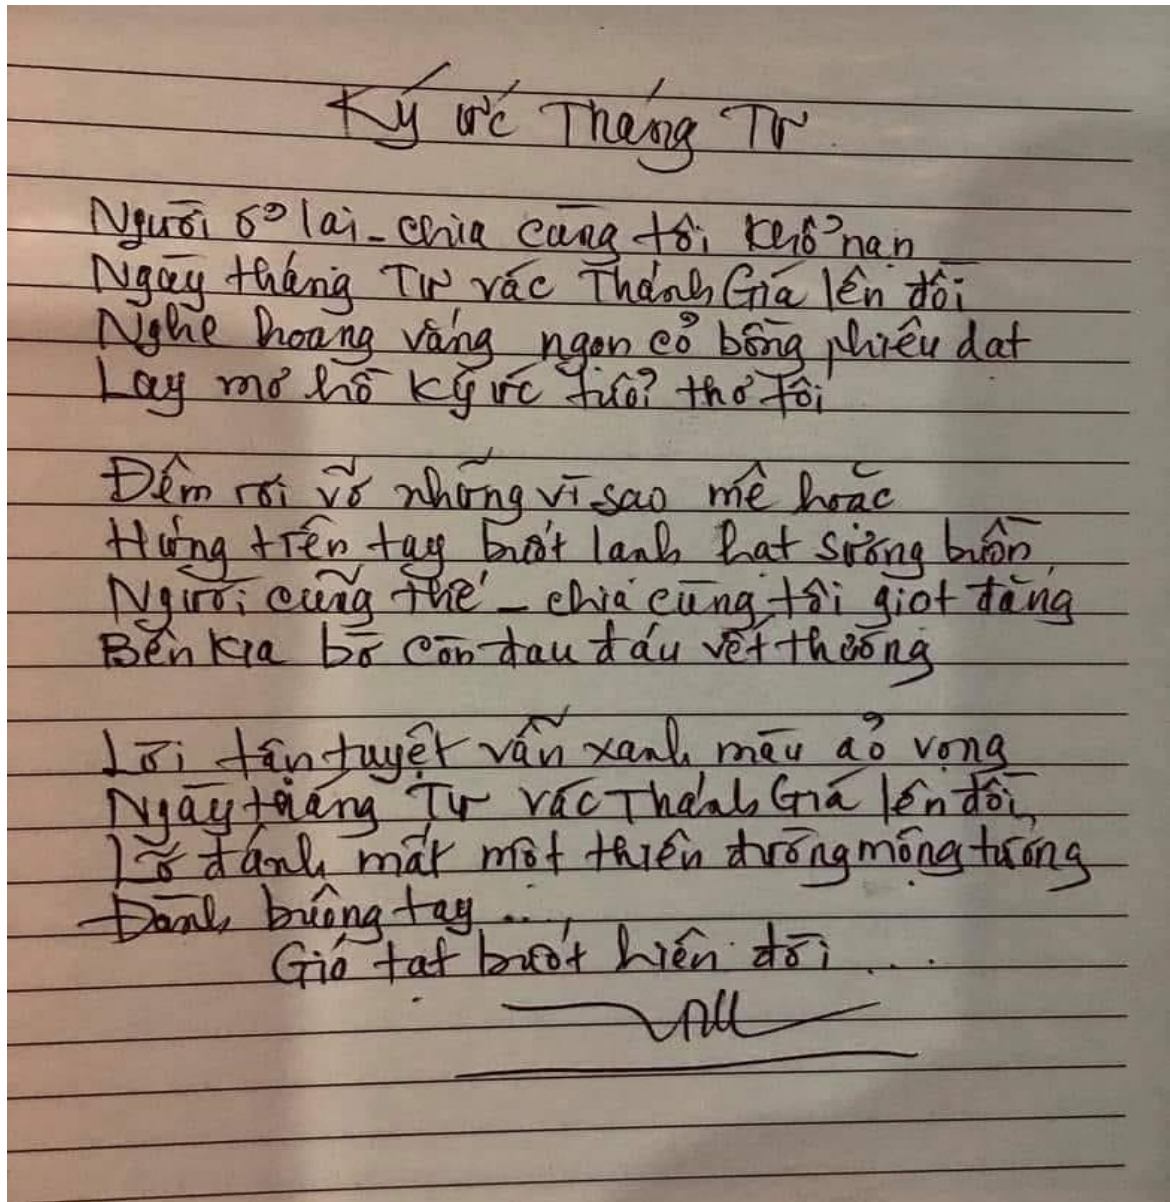 Ký ức Tháng Tư
Người ở lại - chia cùng tôi khổ nạn
Ngày tháng Tư vác Thánh Giá lên đồi
Nghe hoang vắng ngọn cỏ bồng phiêu dạt
Lay mơ hồ ký ức tuổi thơ tôi
Đêm rơi vỡ những vì sao mê hoặc
Hứng trên tay buốt lạnh hạt sương buồn
Người cũng thế - chia cùng tôi giọt đắng
Bên kia bờ còn đau đáu vết thương
Lời tận tuyệt vẫn xanh màu ảo vọng
Ngày tháng Tư vác Thánh Giá lên đồi
Lỡ đánh mất một thiên đường mộng tưởng
Đành buông tay ...
Gió tạt buốt hiên đời ...